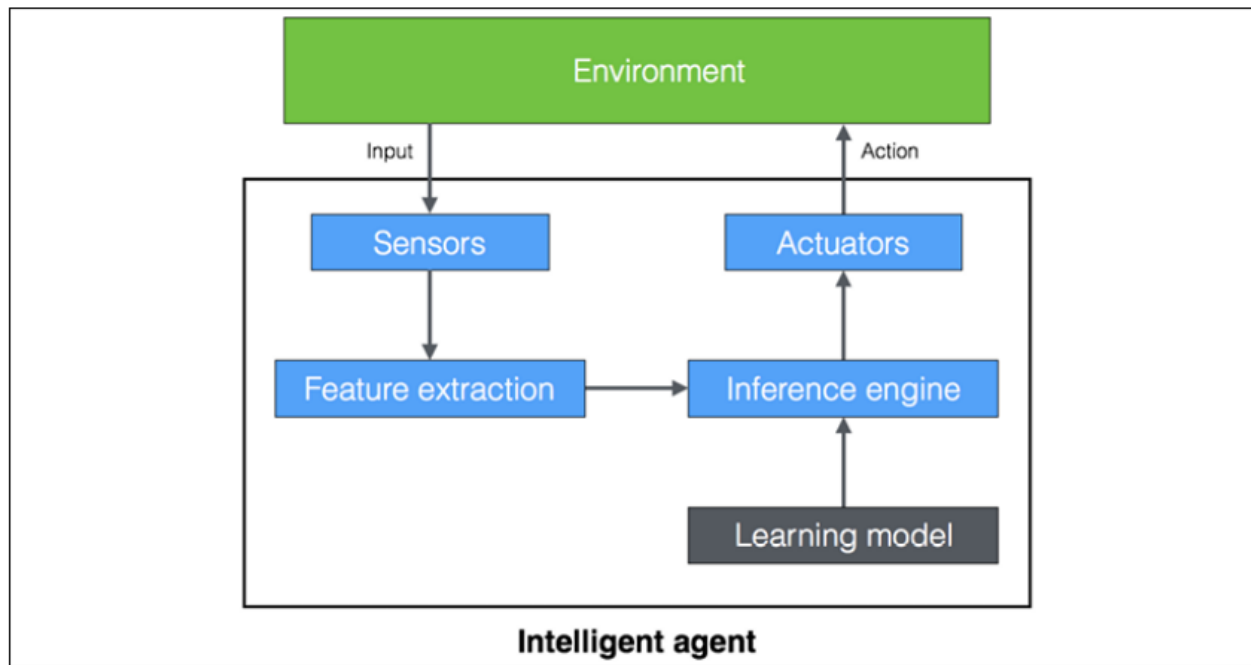 Environment
Input
Action
Sensors
Actuators
Feature extraction
Inference engine
Learning model
Intelligent agent